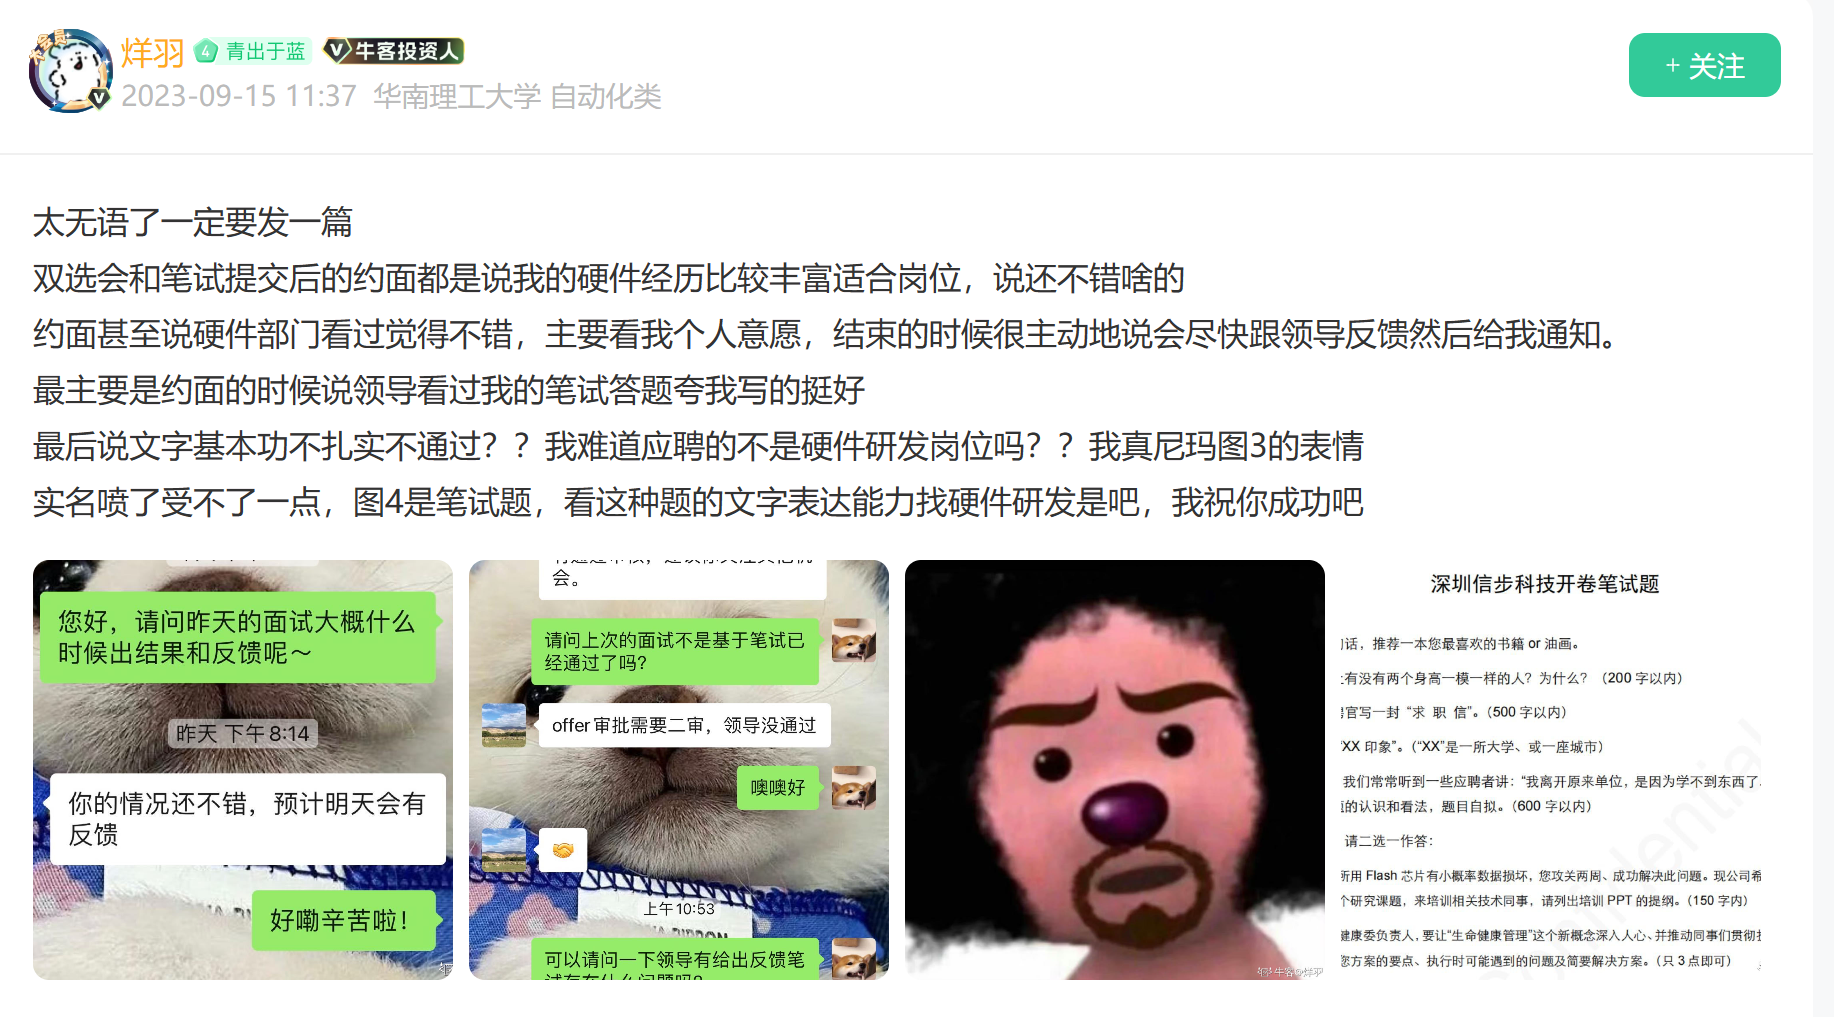 烊羽 4 青出于蓝 V 牛客投资人
2023-09-15 11:37 华南理工大学 自动化类
+ 关注
太无语了一定要发一篇
双选会和笔试提交后的约面都是说我的硬件经历比较丰富适合岗位，说还不错啥的
约面甚至说硬件部门看过觉得不错，主要看我个人意愿，结束的时候很主动地说会尽快跟领导反馈然后给我通知。
最主要是约面的时候说领导看过我的笔试答题夸我写的挺好
最后说文字基本功不扎实不通过？？我难道应聘的不是硬件研发岗位吗？？我真尼玛图3的表情
实名喷了受不了一点，图4是笔试题，看这种题的文字表达能力找硬件研发是吧，我祝你成功吧
您好，请问昨天的面试大概什么
时候出结果和反馈呢～
昨天 下午8:14
你的情况还不错，预计明天会有
反馈
好嘞辛苦啦！
会。
请问上次的面试不是基于笔试已
经通过了吗?
offer审批需要二审，领导没通过
噢噢好
上午10:53
可以请问一下领导有给出反馈笔
牛客@烊羽
深圳信步科技开卷笔试题
话，推荐一本您最喜欢的书籍 or 油画。
有没有两个身高一模一样的人？为什么？（200 字以内）
官写一封 “求 职 信”。（500 字以内）
XX 印象”。（“XX”是一所大学、或一座城市）
我们常常听到一些应聘者讲：“我离开原来单位，是因为学不到东西了
的认识和看法，题目自拟。（600 字以内）
请二选一作答：
所用 Flash 芯片有小概率数据损坏，您攻关两周、成功解决此问题。现公司希
个研究课题，来培训相关技术同事，请列出培训 PPT 的提纲。（150 字内）
健康委负责人，要让“生命健康管理”这个新概念深入人心、并推动同事们贯彻
您方案的要点、执行时可能遇到的问题及简要解决方案。（只 3 点即可）